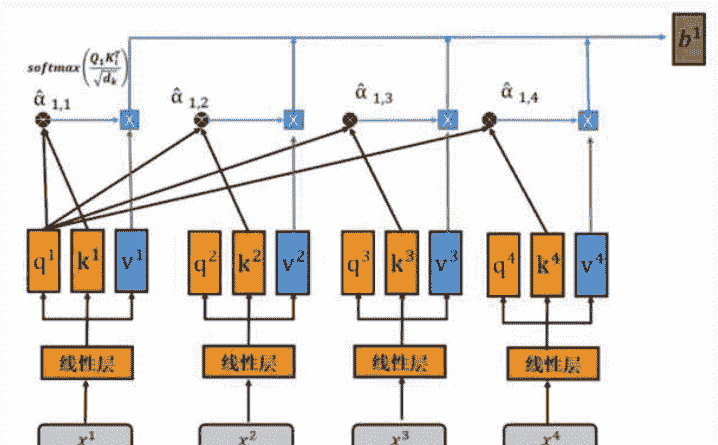 b¹
softmax(Q₁Kᵢᵀ/√dₖ)
α̂ 1,1
α̂ 1,2
α̂ 1,3
α̂ 1,4
X X X X
q¹ k¹ v¹ q² k² v² q³ k³ v³ q⁴ k⁴ v⁴
线性层 线性层 线性层 线性层
x¹ x² x³ x⁴